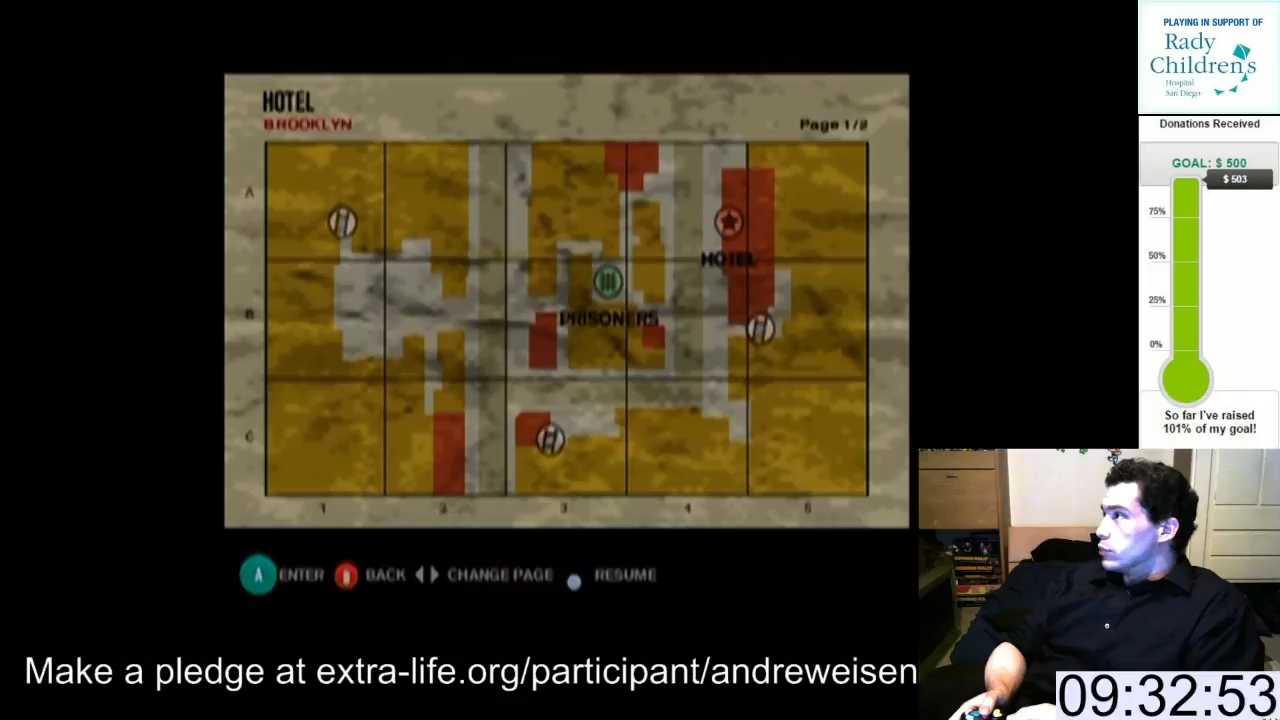 HOTEL
BROOKLYN
Page 1/2
A
HOTEL
B
PRISONERS
C
1
2
3
4
5
A ENTER B BACK CHANGE PAGE RESUME
Make a pledge at extra-life.org/participant/andreweisen
PLAYING IN SUPPORT OF
Rady
Children's
Hospital
San Diego
Donations Received
GOAL: $ 500
$ 503
75%
50%
25%
0%
So far I've raised
101% of my goal!
09:32:53